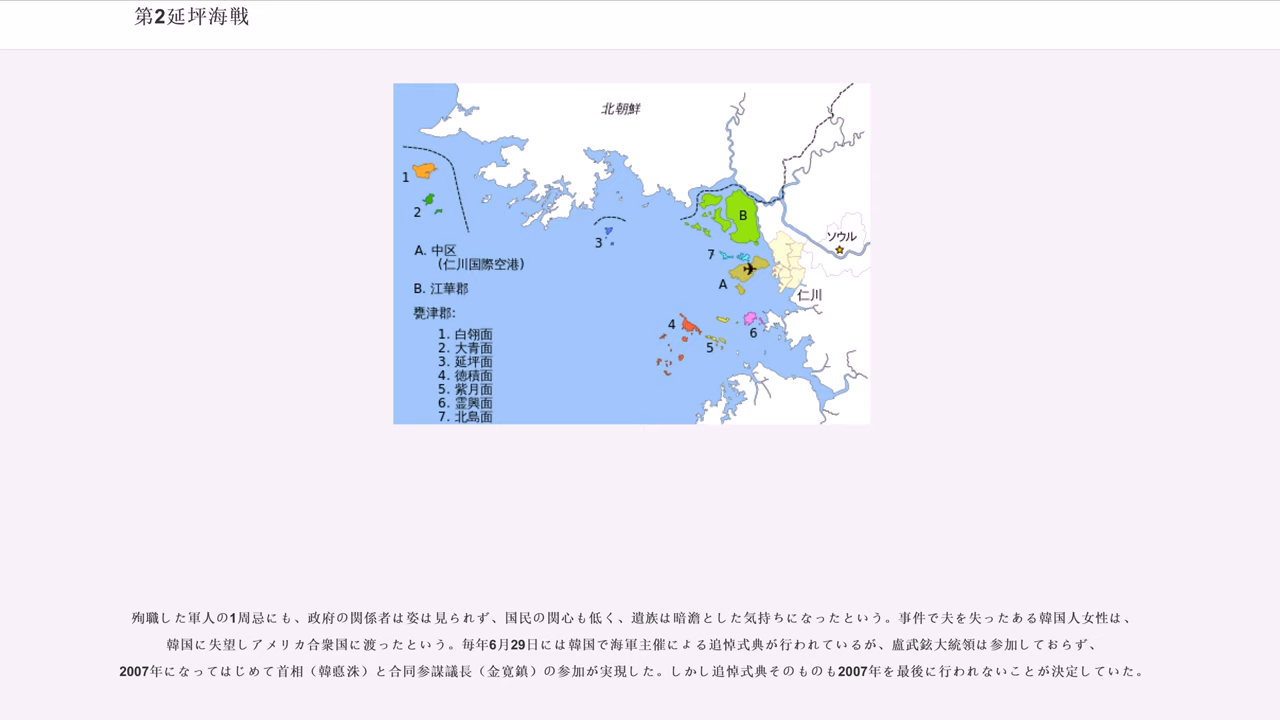 第2延坪海戦
北朝鮮
1
2
3
B
7
A
ソウル
仁川
4
5
6
A. 中区
(仁川国際空港)
B. 江華郡
甕津郡:
1. 白翎面
2. 大青面
3. 延坪面
4. 徳積面
5. 紫月面
6. 霊興面
7. 北島面
殉職した軍人の1周忌にも、政府の関係者は姿は見られず、国民の関心も低く、遺族は暗澹とした気持ちになったという。事件で夫を失ったある韓国人女性は、
韓国に失望しアメリカ合衆国に渡ったという。毎年6月29日には韓国で海軍主催による追悼式典が行われているが、盧武鉉大統領は参加しておらず、
2007年になってはじめて首相（韓悳洙）と合同参謀議長（金寛鎮）の参加が実現した。しかし追悼式典そのものも2007年を最後に行われないことが決定していた。